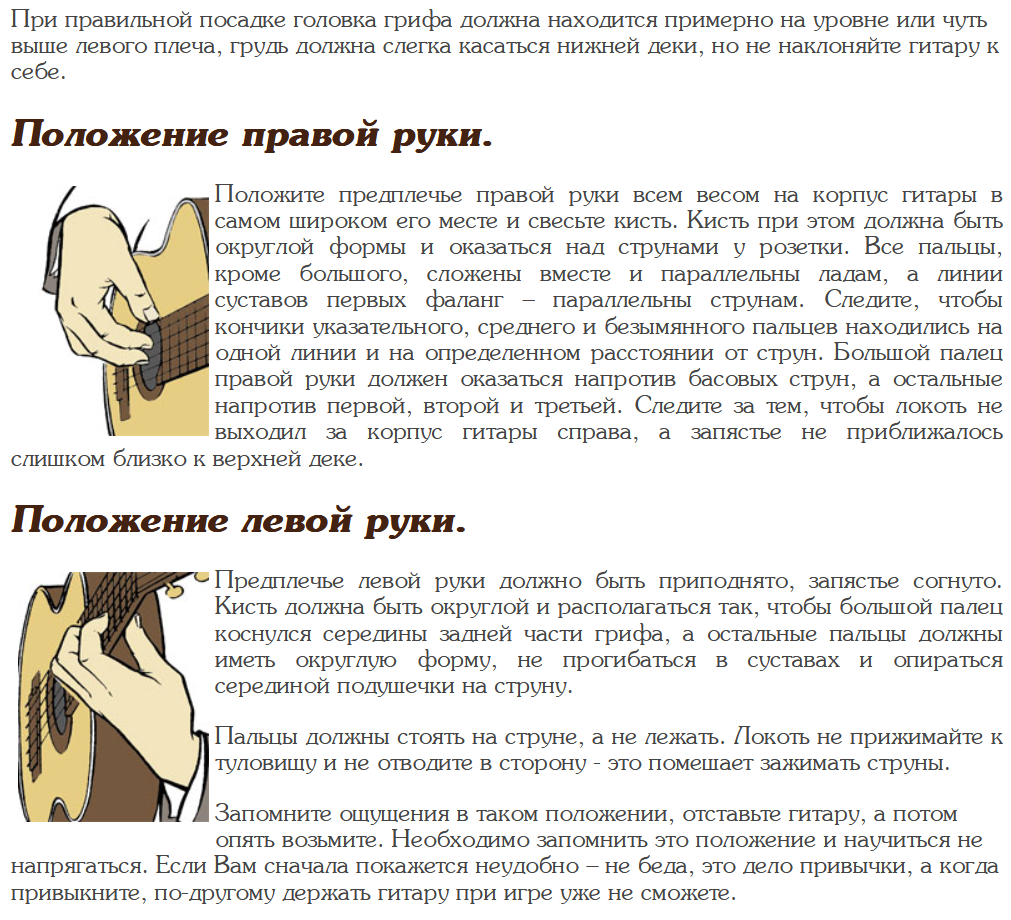 При правильной посадке головка грифа должна находится примерно на уровне или чуть
выше левого плеча, грудь должна слегка касаться нижней деки, но не наклоняйте гитару к
себе.
Положение правой руки.
Положите предплечье правой руки всем весом на корпус гитары в
самом широком его месте и свесьте кисть. Кисть при этом должна быть
округлой формы и оказаться над струнами у розетки. Все пальцы,
кроме большого, сложены вместе и параллельны ладам, а линии
суставов первых фаланг – параллельны струнам. Следите, чтобы
кончики указательного, среднего и безымянного пальцев находились на
одной линии и на определенном расстоянии от струн. Большой палец
правой руки должен оказаться напротив басовых струн, а остальные
напротив первой, второй и третьей. Следите за тем, чтобы локоть не
выходил за корпус гитары справа, а запястье не приближалось
слишком близко к верхней деке.
Положение левой руки.
Предплечье левой руки должно быть приподнято, запястье согнуто.
Кисть должна быть округлой и располагаться так, чтобы большой палец
коснулся середины задней части грифа, а остальные пальцы должны
иметь округлую форму, не прогибаться в суставах и опираться
серединой подушечки на струну.
Пальцы должны стоять на струне, а не лежать. Локоть не прижимайте к
туловищу и не отводите в сторону - это помешает зажимать струны.
Запомните ощущения в таком положении, отставьте гитару, а потом
опять возьмите. Необходимо запомнить это положение и научиться не
напрягаться. Если Вам сначала покажется неудобно – не беда, это дело привычки, а когда
привыкните, по-другому держать гитару при игре уже не сможете.